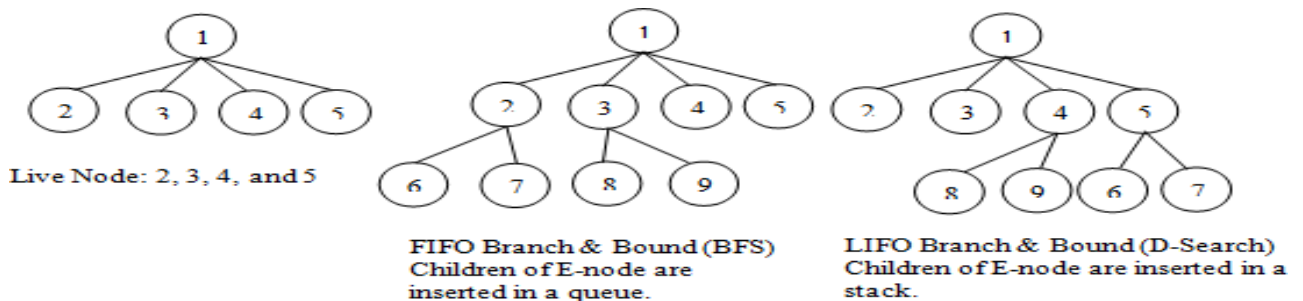 1
2 3 4 5
Live Node: 2, 3, 4, and 5
1
2 3 4 5
6 7 8 9
FIFO Branch & Bound (BFS)
Children of E-node are
inserted in a queue.
1
2 3 4 5
8 9 6 7
LIFO Branch & Bound (D-Search)
Children of E-node are inserted in a
stack.